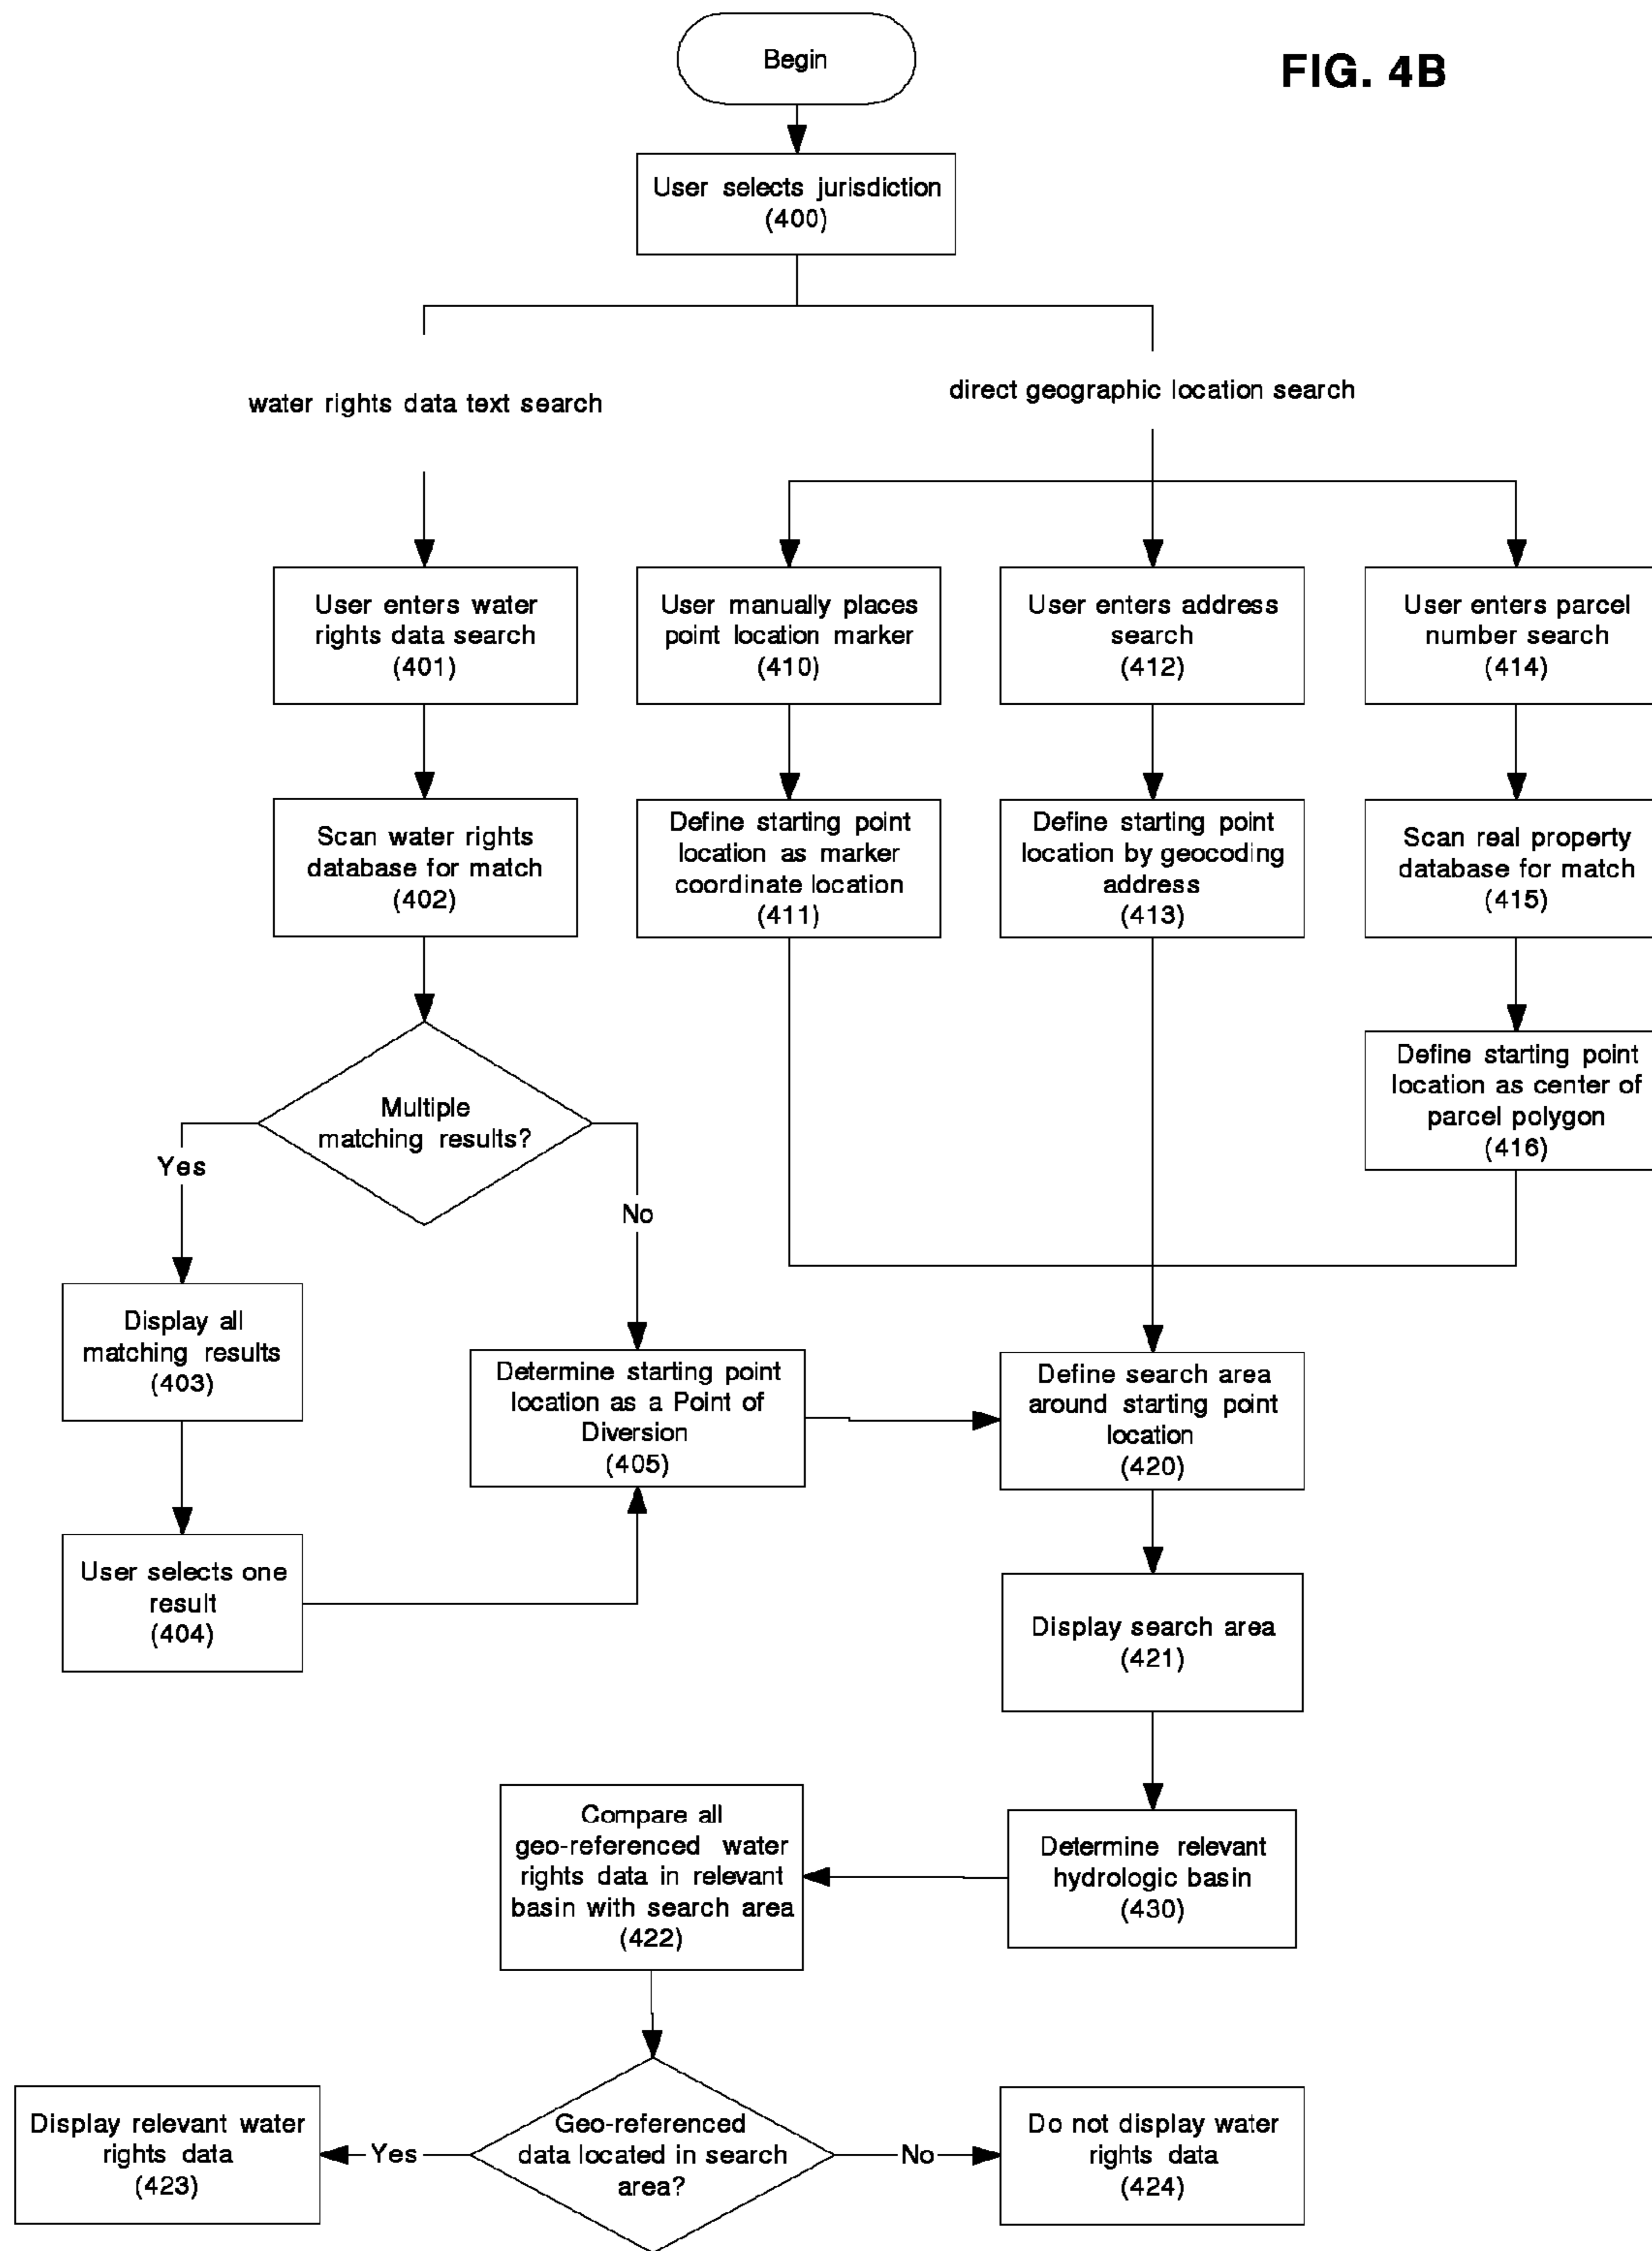 Begin
FIG. 4B
User selects jurisdiction
(400)
water rights data text search
direct geographic location search
User enters water
rights data search
(401)
User manually places
point location marker
(410)
User enters address
search
(412)
User enters parcel
number search
(414)
Scan water rights
database for match
(402)
Define starting point
location as marker
coordinate location
(411)
Define starting point
location by geocoding
address
(413)
Scan real property
database for match
(415)
Multiple
matching results?
Yes
No
Define starting point
location as center of
parcel polygon
(416)
Display all
matching results
(403)
Determine starting point
location as a Point of
Diversion
(405)
Define search area
around starting point
location
(420)
User selects one
result
(404)
Display search area
(421)
Compare all
geo-referenced water
rights data in relevant
basin with search area
(422)
Determine relevant
hydrologic basin
(430)
Display relevant water
rights data
(423)
Yes
Geo-referenced
data located in search
area?
No
Do not display water
rights data
(424)